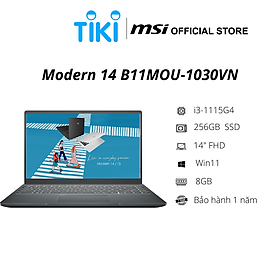 TiKi
msi OFFICIAL STORE
Modern 14 B11MOU-1030VN
i3-1115G4
256GB SSD
14" FHD
Win11
8GB
Bảo hành 1 năm